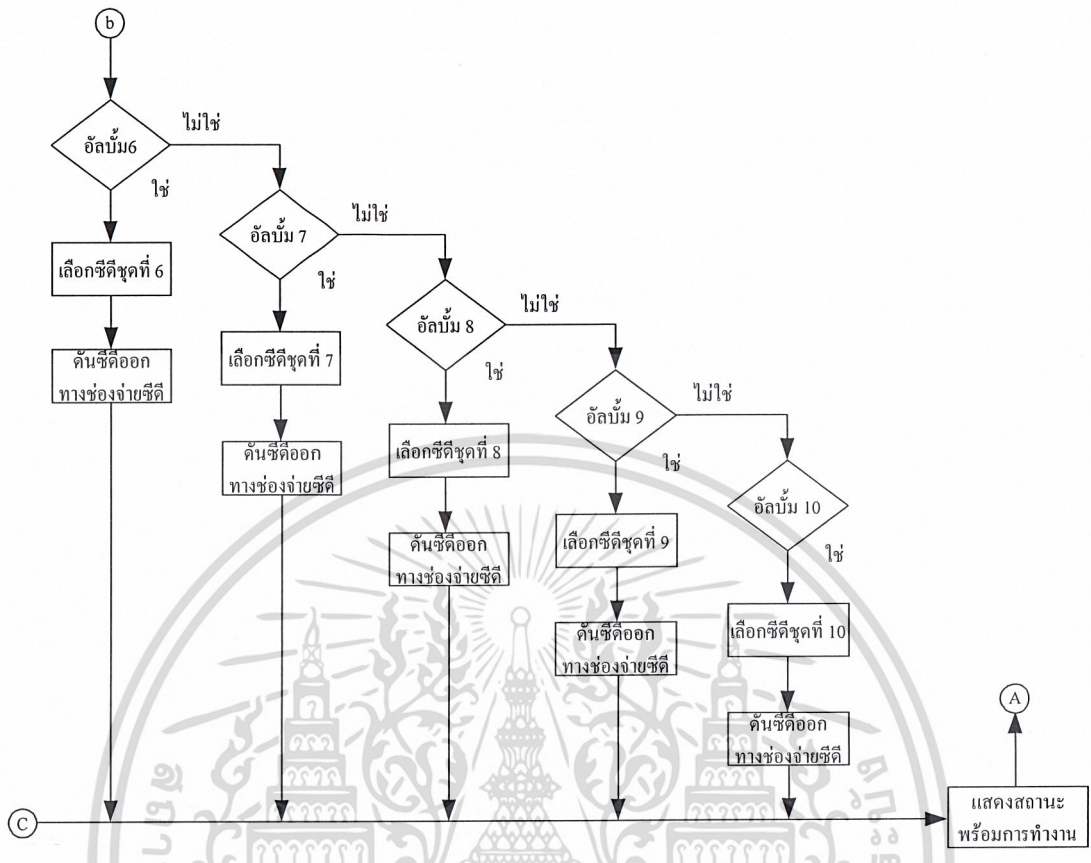 b
อัลบั้ม6
ไม่ใช่
ใช่
เลือกซีดีชุดที่ 6
ดันซีดีออก
ทางช่องจ่ายซีดี
อัลบั้ม 7
ไม่ใช่
ใช่
เลือกซีดีชุดที่ 7
ดันซีดีออก
ทางช่องจ่ายซีดี
อัลบั้ม 8
ไม่ใช่
ใช่
เลือกซีดีชุดที่ 8
ดันซีดีออก
ทางช่องจ่ายซีดี
อัลบั้ม 9
ไม่ใช่
ใช่
เลือกซีดีชุดที่ 9
ดันซีดีออก
ทางช่องจ่ายซีดี
อัลบั้ม 10
ใช่
เลือกซีดีชุดที่ 10
ดันซีดีออก
ทางช่องจ่ายซีดี
C
แสดงสถานะ
พร้อมการทำงาน
A